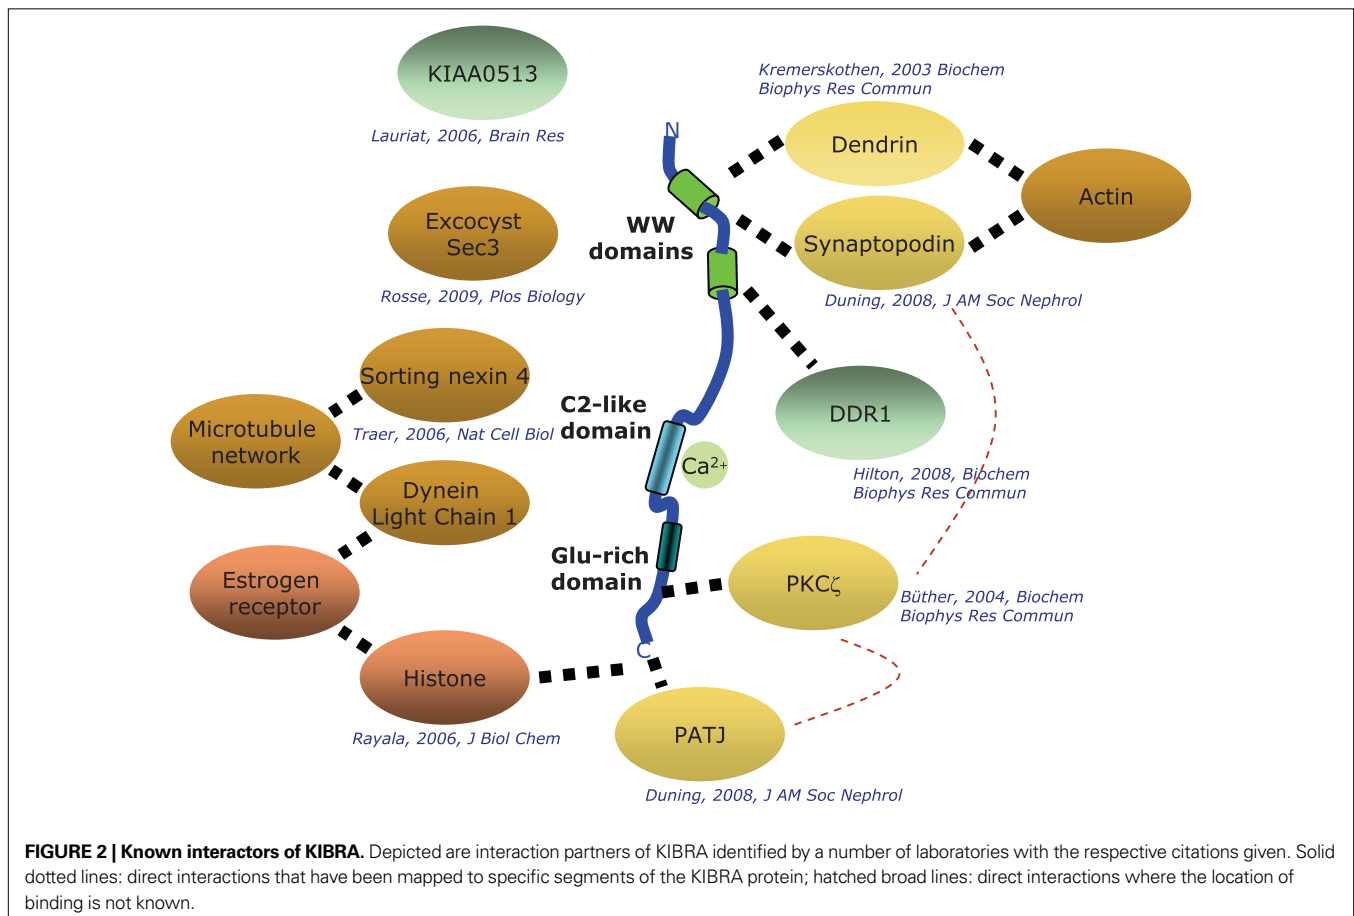 KIAA0513
Lauriat, 2006, Brain Res
Excocyst
Sec3
Rosse, 2009, Plos Biology
Sorting nexin 4
Traer, 2006, Nat Cell Biol
Microtubule
network
Dynein
Light Chain 1
Estrogen
receptor
Histone
Rayala, 2006, J Biol Chem
N
WW
domains
C2-like
domain
Ca2+
Glu-rich
domain
C
Kremerskothen, 2003 Biochem
Biophys Res Commun
Dendrin
Actin
Synaptopodin
Duning, 2008, J AM Soc Nephrol
DDR1
Hilton, 2008, Biochem
Biophys Res Commun
PKCζ
Büther, 2004, Biochem
Biophys Res Commun
PATJ
Duning, 2008, J AM Soc Nephrol
FIGURE 2 | Known interactors of KIBRA. Depicted are interaction partners of KIBRA identified by a number of laboratories with the respective citations given. Solid
dotted lines: direct interactions that have been mapped to specific segments of the KIBRA protein; hatched broad lines: direct interactions where the location of
binding is not known.